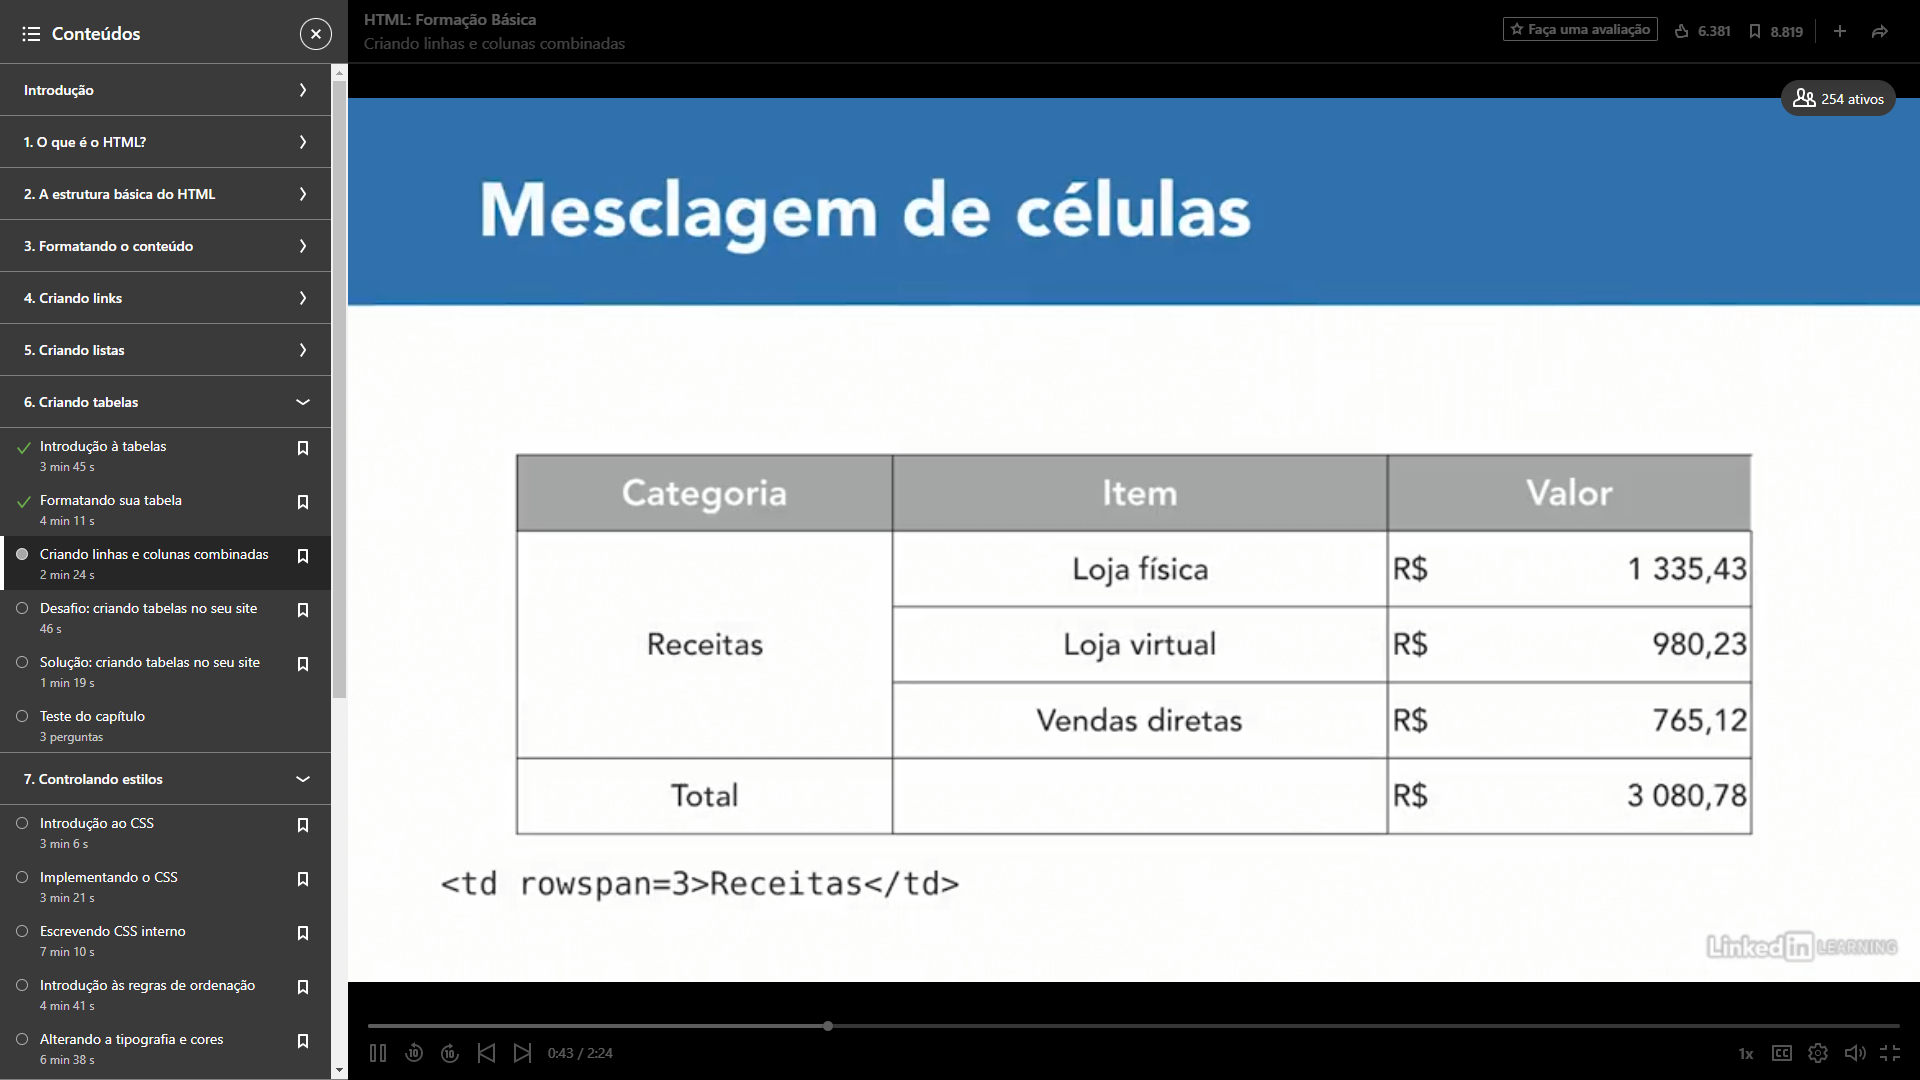 Conteúdos
HTML: Formação Básica
Criando linhas e colunas combinadas
Faça uma avaliação
6.381
8.819
254 ativos
Introdução
1. O que é o HTML?
2. A estrutura básica do HTML
3. Formatando o conteúdo
4. Criando links
5. Criando listas
6. Criando tabelas
Introdução à tabelas
3 min 45 s
Formatando sua tabela
4 min 11 s
Criando linhas e colunas combinadas
2 min 24 s
Desafio: criando tabelas no seu site
46 s
Solução: criando tabelas no seu site
1 min 19 s
Teste do capítulo
3 perguntas
7. Controlando estilos
Introdução ao CSS
3 min 6 s
Implementando o CSS
3 min 21 s
Escrevendo CSS interno
7 min 10 s
Introdução às regras de ordenação
4 min 41 s
Alterando a tipografia e cores
6 min 38 s
Mesclagem de células
Categoria Item Valor
Loja física R$ 1 335,43
Receitas Loja virtual R$ 980,23
Vendas diretas R$ 765,12
Total R$ 3 080,78
<td rowspan=3>Receitas</td>
Linked in LEARNING
10 10 0:43 / 2:24 1x CC